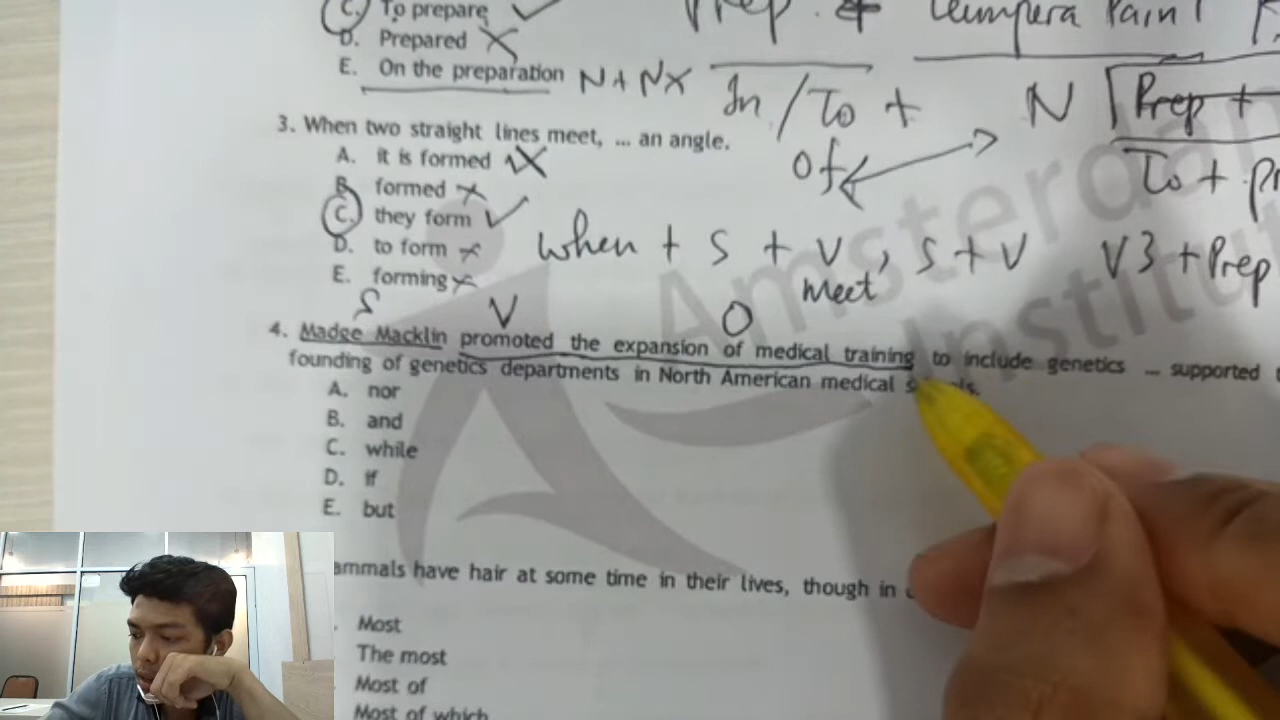 C. To prepare
Prep. Tempera Paint
D. Prepared
E. On the preparation N + N X
In / To + N Prep +
3. When two straight lines meet, ... an angle.
of To +
A. it is formed
B. formed
C. they form
D. to form
when + S + V, S + V V3 + Prep
E. forming
meet
S V O
4. Madge Macklin promoted the expansion of medical training to include genetics ... supported
founding of genetics departments in North American medical
A. nor
B. and
C. while
D. if
E. but
ammals have hair at some time in their lives, though in
Most
The most
Most of
Most of which
Amsterdam
Institut